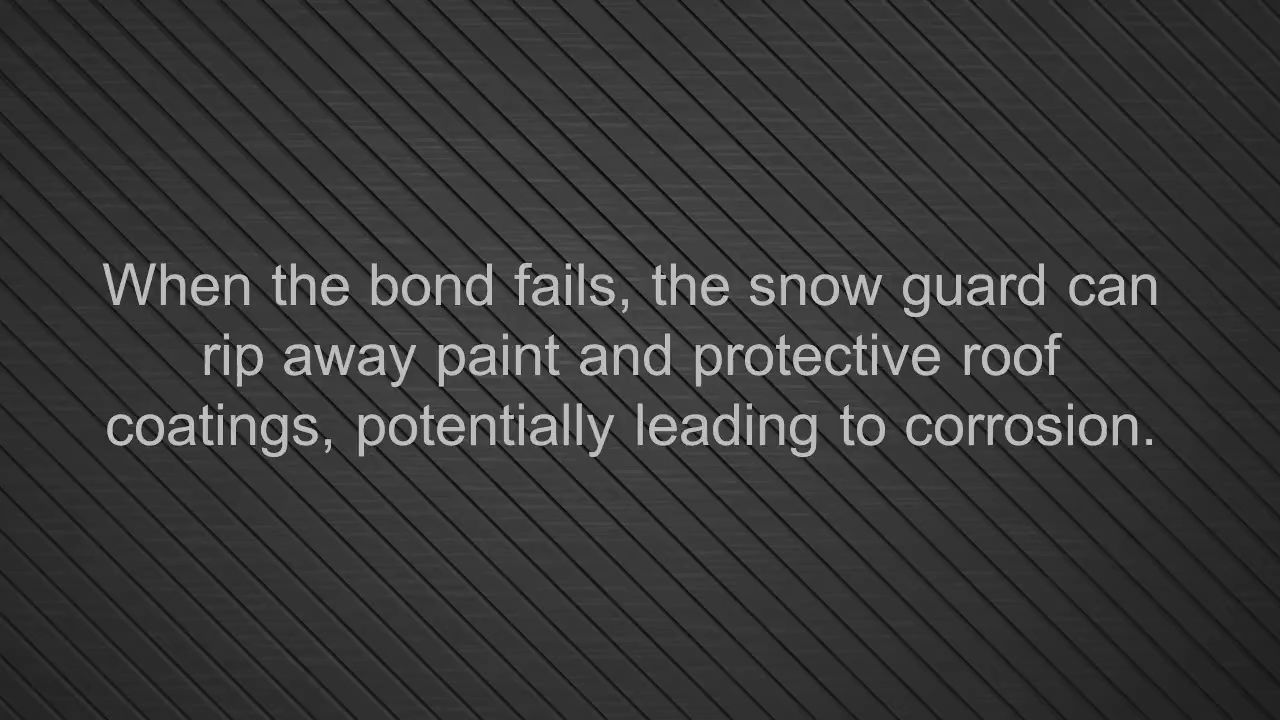 When the bond fails, the snow guard can
rip away paint and protective roof
coatings, potentially leading to corrosion.